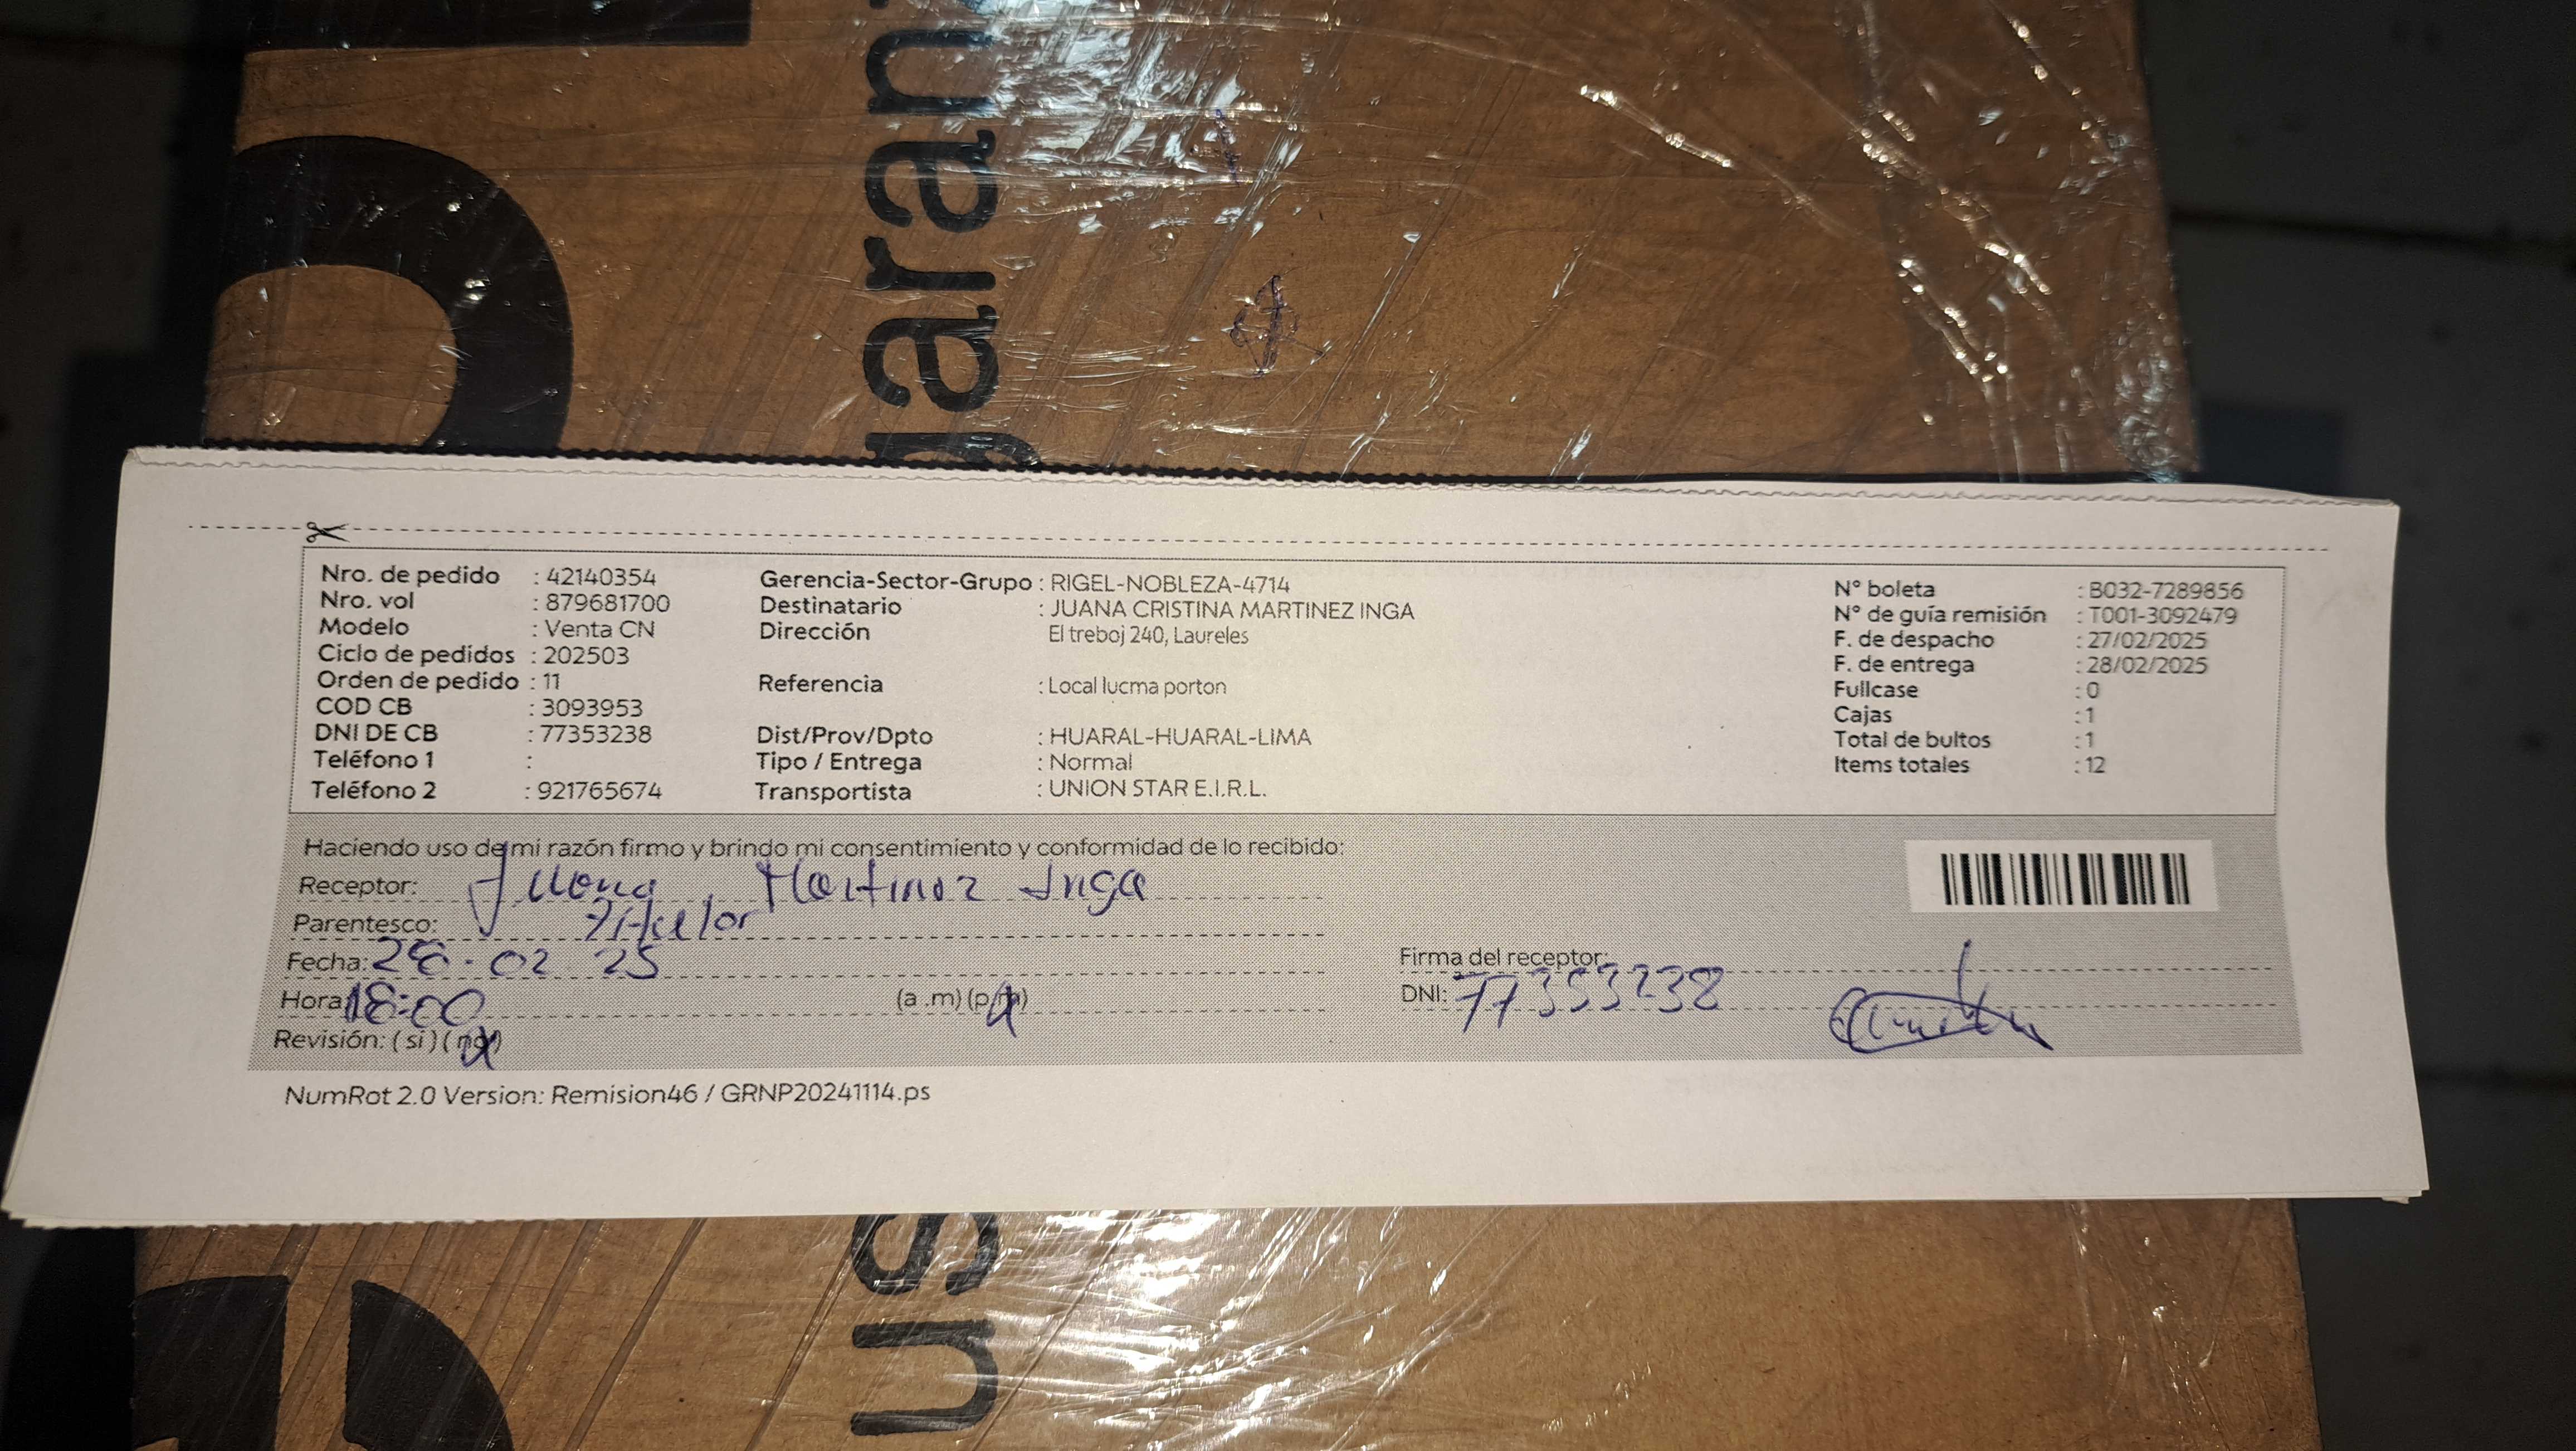 garan
Nro. de pedido : 42140354
Nro. vol : 879681700
Modelo : Venta CN
Ciclo de pedidos : 202503
Orden de pedido : 11
COD CB : 3093953
DNI DE CB : 77353238
Teléfono 1 :
Teléfono 2 : 921765674
Gerencia-Sector-Grupo : RIGEL-NOBLEZA-4714
Destinatario : JUANA CRISTINA MARTINEZ INGA
Dirección El treboj 240, Laureles
Referencia : Local lucma porton
Dist/Prov/Dpto : HUARAL-HUARAL-LIMA
Tipo / Entrega : Normal
Transportista : UNION STAR E.I.R.L.
N° boleta : B032-7289856
N° de guía remisión : T001-3092479
F. de despacho : 27/02/2025
F. de entrega : 28/02/2025
Fullcase : 0
Cajas : 1
Total de bultos : 1
Items totales : 12
Haciendo uso de mi razón firmo y brindo mi consentimiento y conformidad de lo recibido:
Receptor: Juana Martinez Inga
Parentesco: Titular
Fecha: 28-02 25
Hora: 18:00 (a .m) (p.m)
Revisión: ( si ) ( no )
Firma del receptor:
DNI: 77353238
NumRot 2.0 Version: Remision46 / GRNP20241114.ps
us